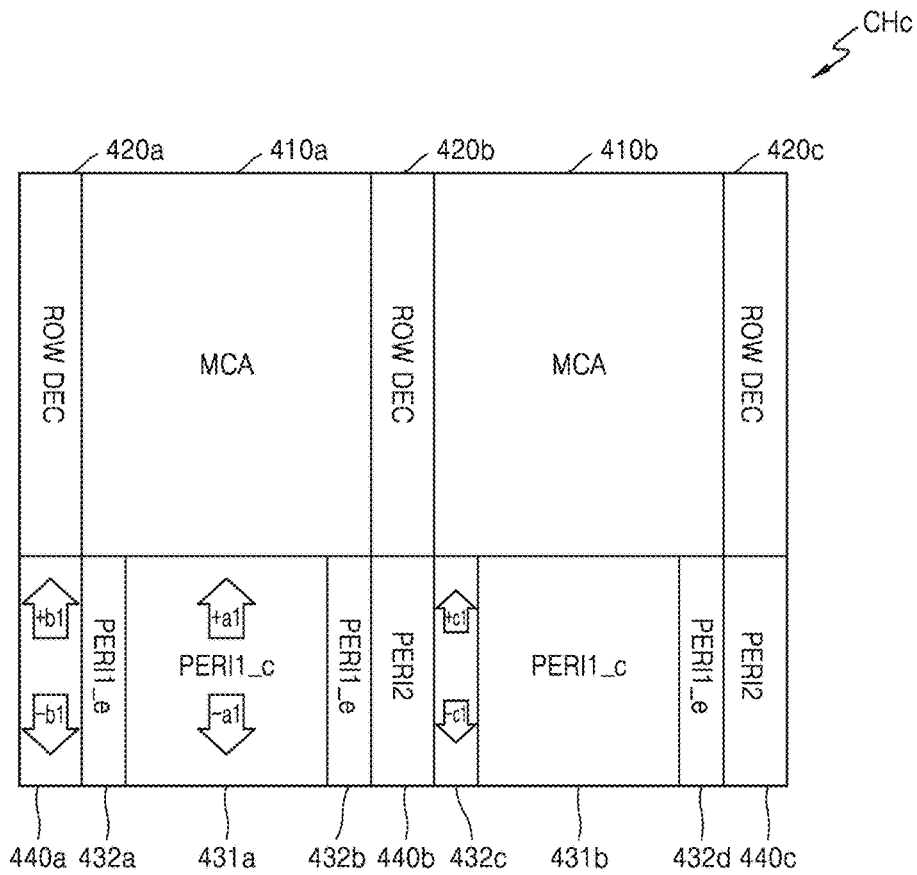 CHc
420a 410a 420b 410b 420c
ROW DEC MCA ROW DEC MCA ROW DEC
+b1 PERI1_e +a1 PERI1_e PERI2 +c1 PERI1_e PERI2
PERI1_c PERI1_c
-b1 -a1 -c1
440a 432a 431a 432b 440b 432c 431b 432d 440c